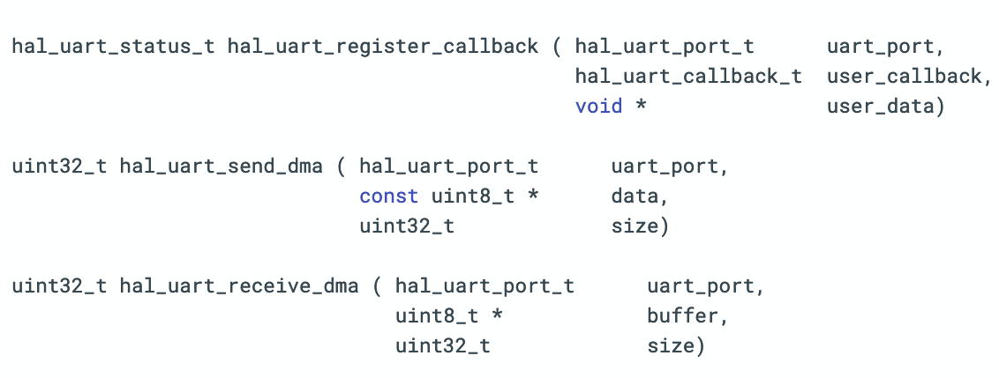 hal_uart_status_t hal_uart_register_callback ( hal_uart_port_t uart_port,
hal_uart_callback_t user_callback,
void * user_data)
uint32_t hal_uart_send_dma ( hal_uart_port_t uart_port,
const uint8_t * data,
uint32_t size)
uint32_t hal_uart_receive_dma ( hal_uart_port_t uart_port,
uint8_t * buffer,
uint32_t size)